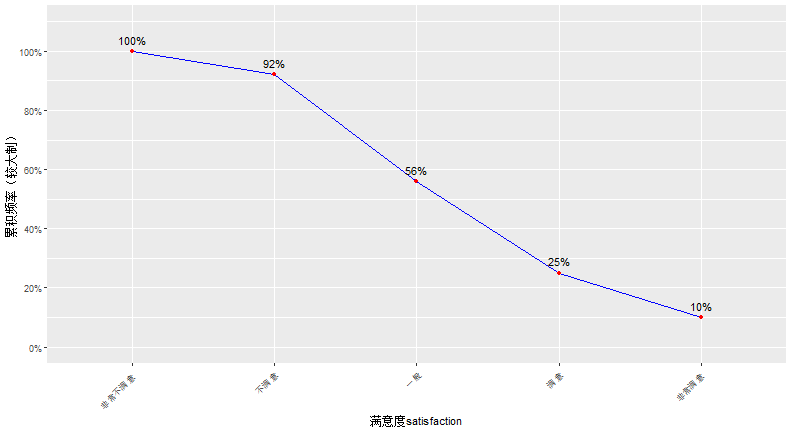 100%
92%
56%
25%
10%
100%
80%
60%
40%
20%
0%
累积频率（较大制）
非常不满意
不满意
一般
满意
非常满意
满意度satisfaction